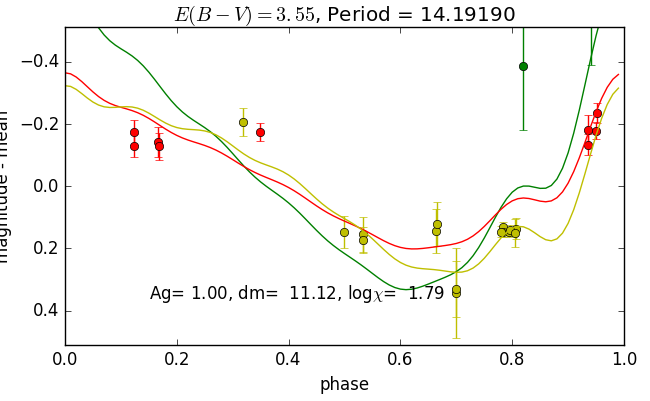 E(B − V) = 3.55, Period = 14.19190
−0.4
−0.2
0.0
0.2
0.4
magnitude - mean
Ag= 1.00, dm= 11.12, logχ= 1.79
0.0 0.2 0.4 0.6 0.8 1.0
phase